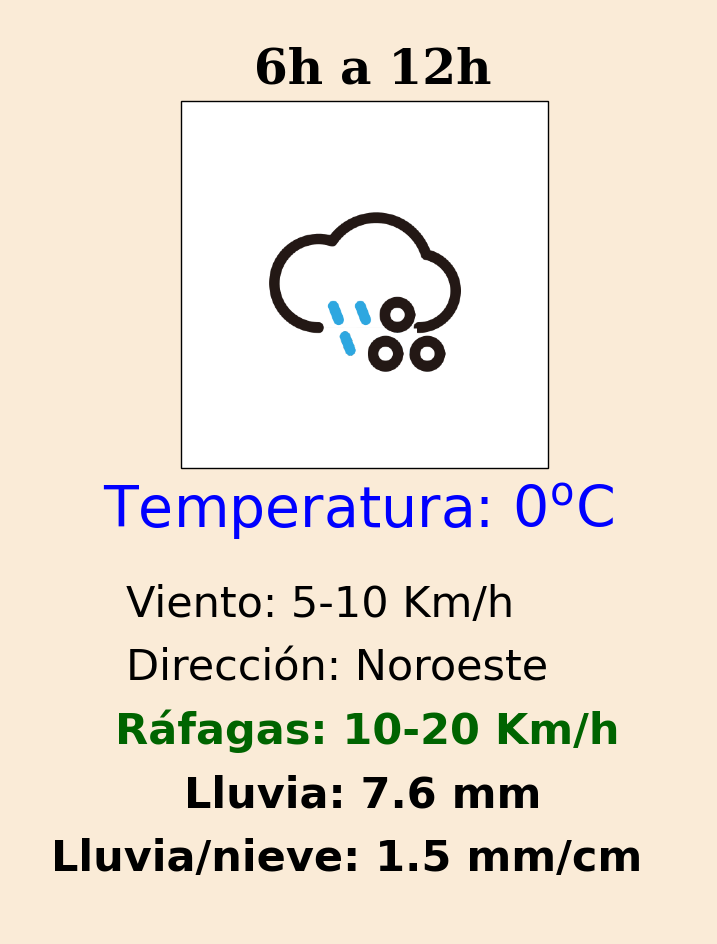 6h a 12h
Temperatura: 0ºC
Viento: 5-10 Km/h
Dirección: Noroeste
Ráfagas: 10-20 Km/h
Lluvia: 7.6 mm
Lluvia/nieve: 1.5 mm/cm